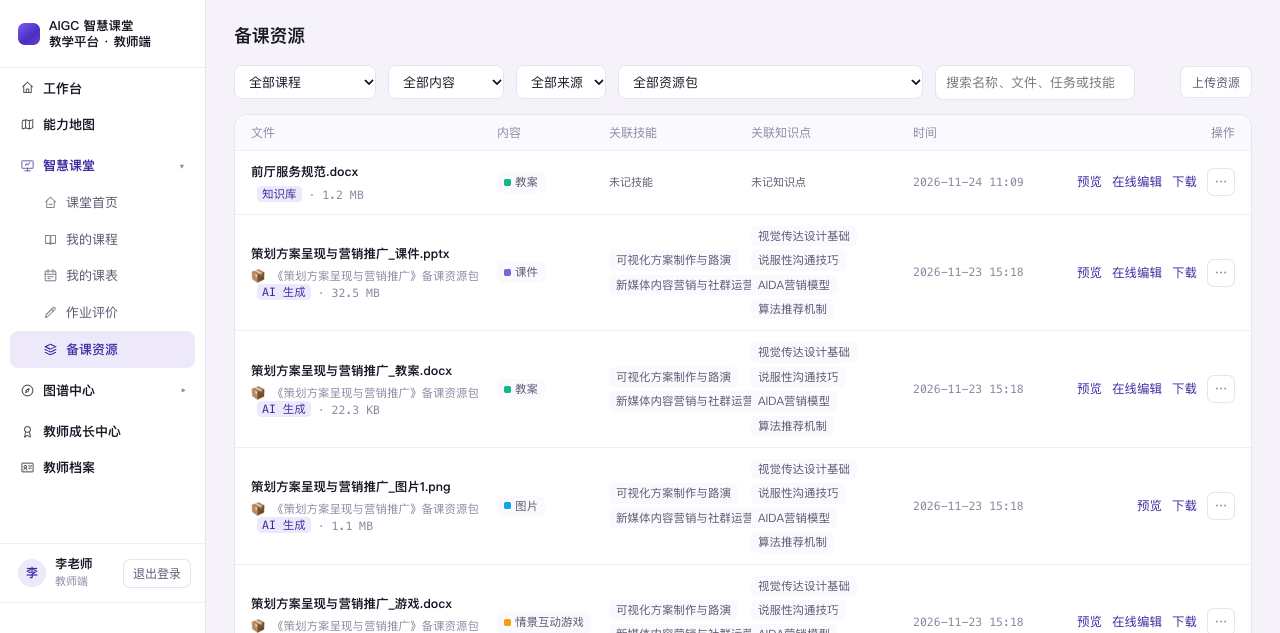 AIGC 智慧课堂
教学平台 · 教师端
工作台
能力地图
智慧课堂
课堂首页
我的课程
我的课表
作业评价
备课资源
图谱中心
教师成长中心
教师档案
李
李老师
教师端
退出登录
备课资源
全部课程
全部内容
全部来源
全部资源包
搜索名称、文件、任务或技能
上传资源
文件
内容
关联技能
关联知识点
时间
操作
前厅服务规范.docx
知识库 · 1.2 MB
教案
未记技能
未记知识点
2026-11-24 11:09
预览 在线编辑 下载 ···
策划方案呈现与营销推广_课件.pptx
《策划方案呈现与营销推广》备课资源包
AI 生成 · 32.5 MB
课件
可视化方案制作与路演
新媒体内容营销与社群运营
视觉传达设计基础
说服性沟通技巧
AIDA营销模型
算法推荐机制
2026-11-23 15:18
预览 在线编辑 下载 ···
策划方案呈现与营销推广_教案.docx
《策划方案呈现与营销推广》备课资源包
AI 生成 · 22.3 KB
教案
可视化方案制作与路演
新媒体内容营销与社群运营
视觉传达设计基础
说服性沟通技巧
AIDA营销模型
算法推荐机制
2026-11-23 15:18
预览 在线编辑 下载 ···
策划方案呈现与营销推广_图片1.png
《策划方案呈现与营销推广》备课资源包
AI 生成 · 1.1 MB
图片
可视化方案制作与路演
新媒体内容营销与社群运营
视觉传达设计基础
说服性沟通技巧
AIDA营销模型
算法推荐机制
2026-11-23 15:18
预览 下载 ···
策划方案呈现与营销推广_游戏.docx
《策划方案呈现与营销推广》备课资源包
情景互动游戏
可视化方案制作与路演
新媒体内容营销与社群运营
视觉传达设计基础
说服性沟通技巧
AIDA营销模型
2026-11-23 15:18
预览 在线编辑 下载 ···